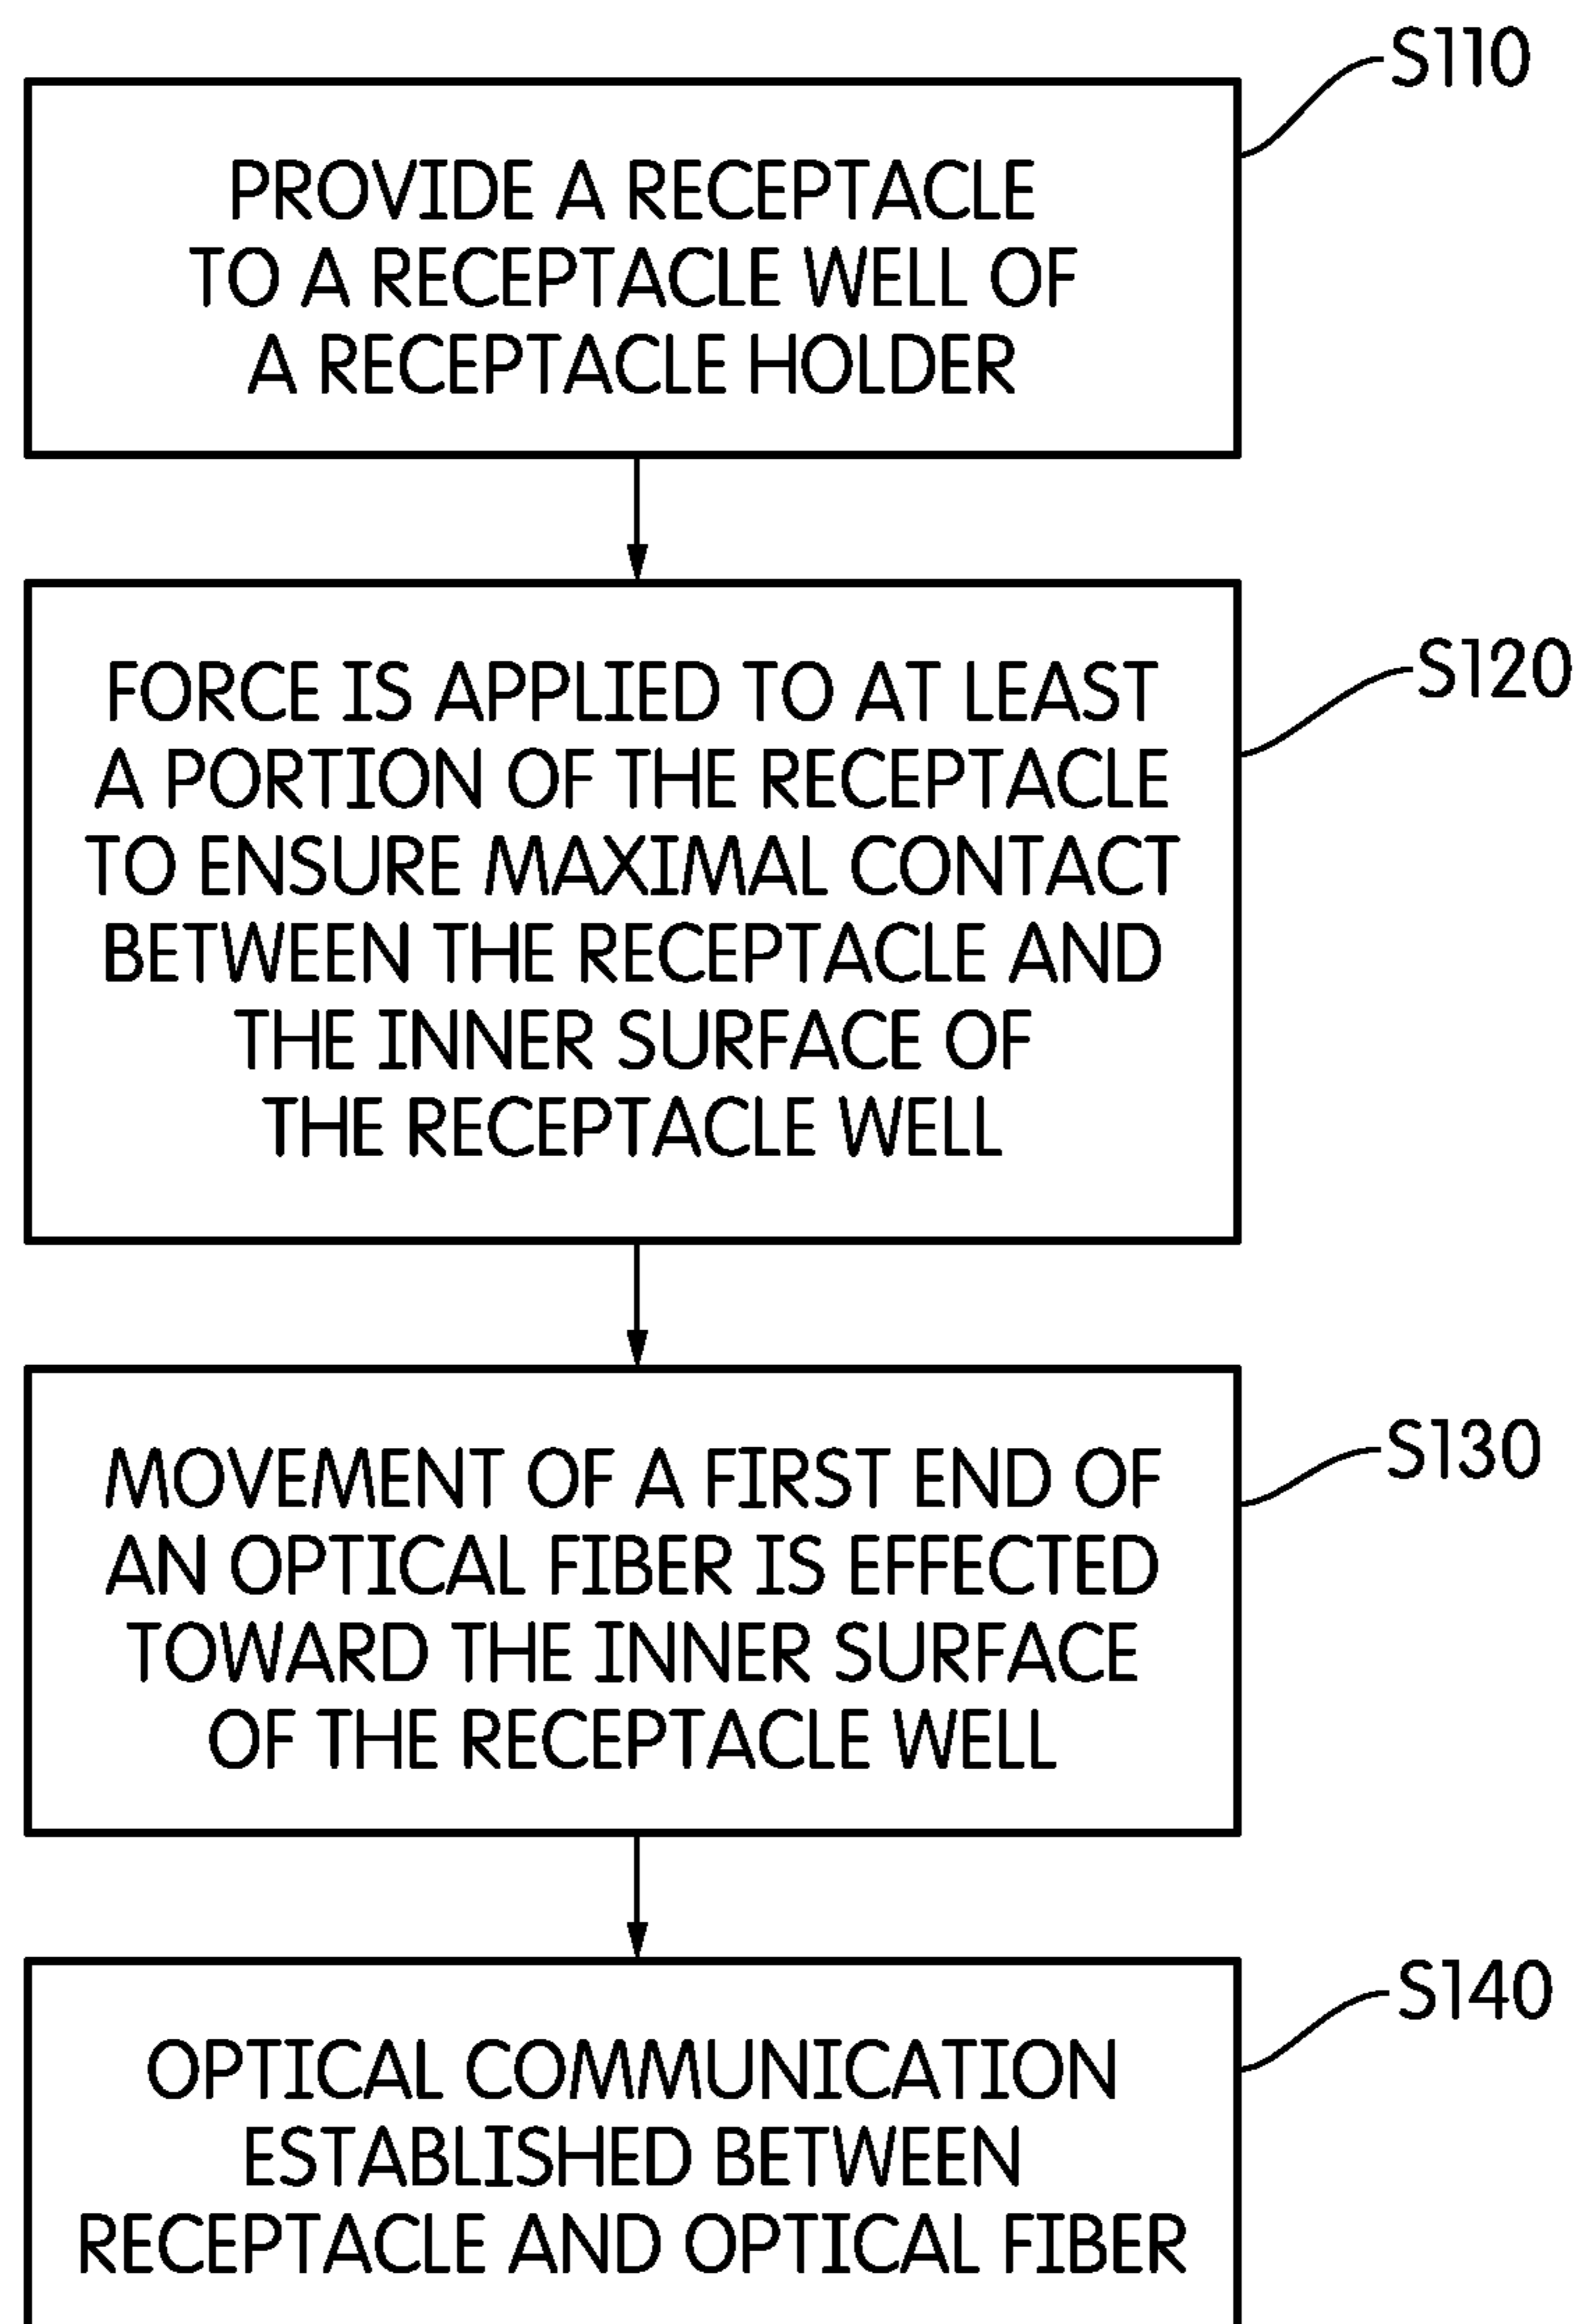 S110
PROVIDE A RECEPTACLE
TO A RECEPTACLE WELL OF
A RECEPTACLE HOLDER
S120
FORCE IS APPLIED TO AT LEAST
A PORTION OF THE RECEPTACLE
TO ENSURE MAXIMAL CONTACT
BETWEEN THE RECEPTACLE AND
THE INNER SURFACE OF
THE RECEPTACLE WELL
S130
MOVEMENT OF A FIRST END OF
AN OPTICAL FIBER IS EFFECTED
TOWARD THE INNER SURFACE
OF THE RECEPTACLE WELL
S140
OPTICAL COMMUNICATION
ESTABLISHED BETWEEN
RECEPTACLE AND OPTICAL FIBER